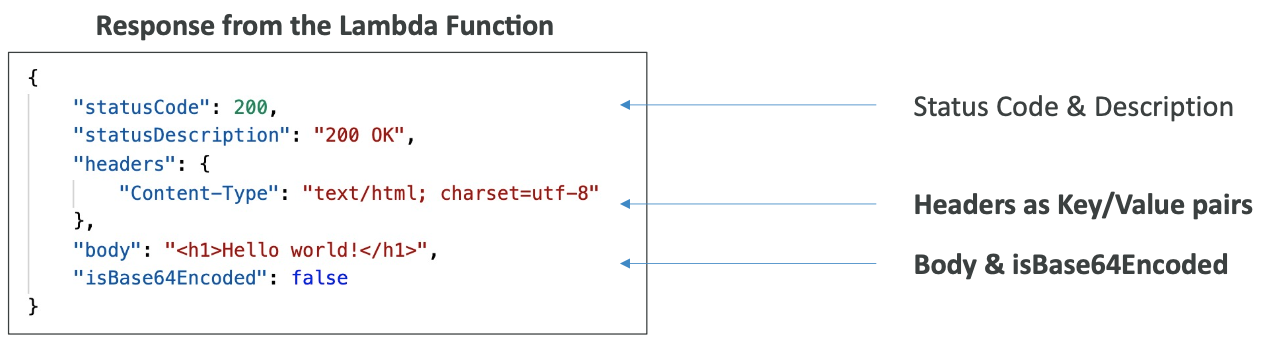 Response from the Lambda Function
{
"statusCode": 200,
"statusDescription": "200 OK",
"headers": {
"Content-Type": "text/html; charset=utf-8"
},
"body": "<h1>Hello world!</h1>",
"isBase64Encoded": false
}
Status Code & Description
Headers as Key/Value pairs
Body & isBase64Encoded